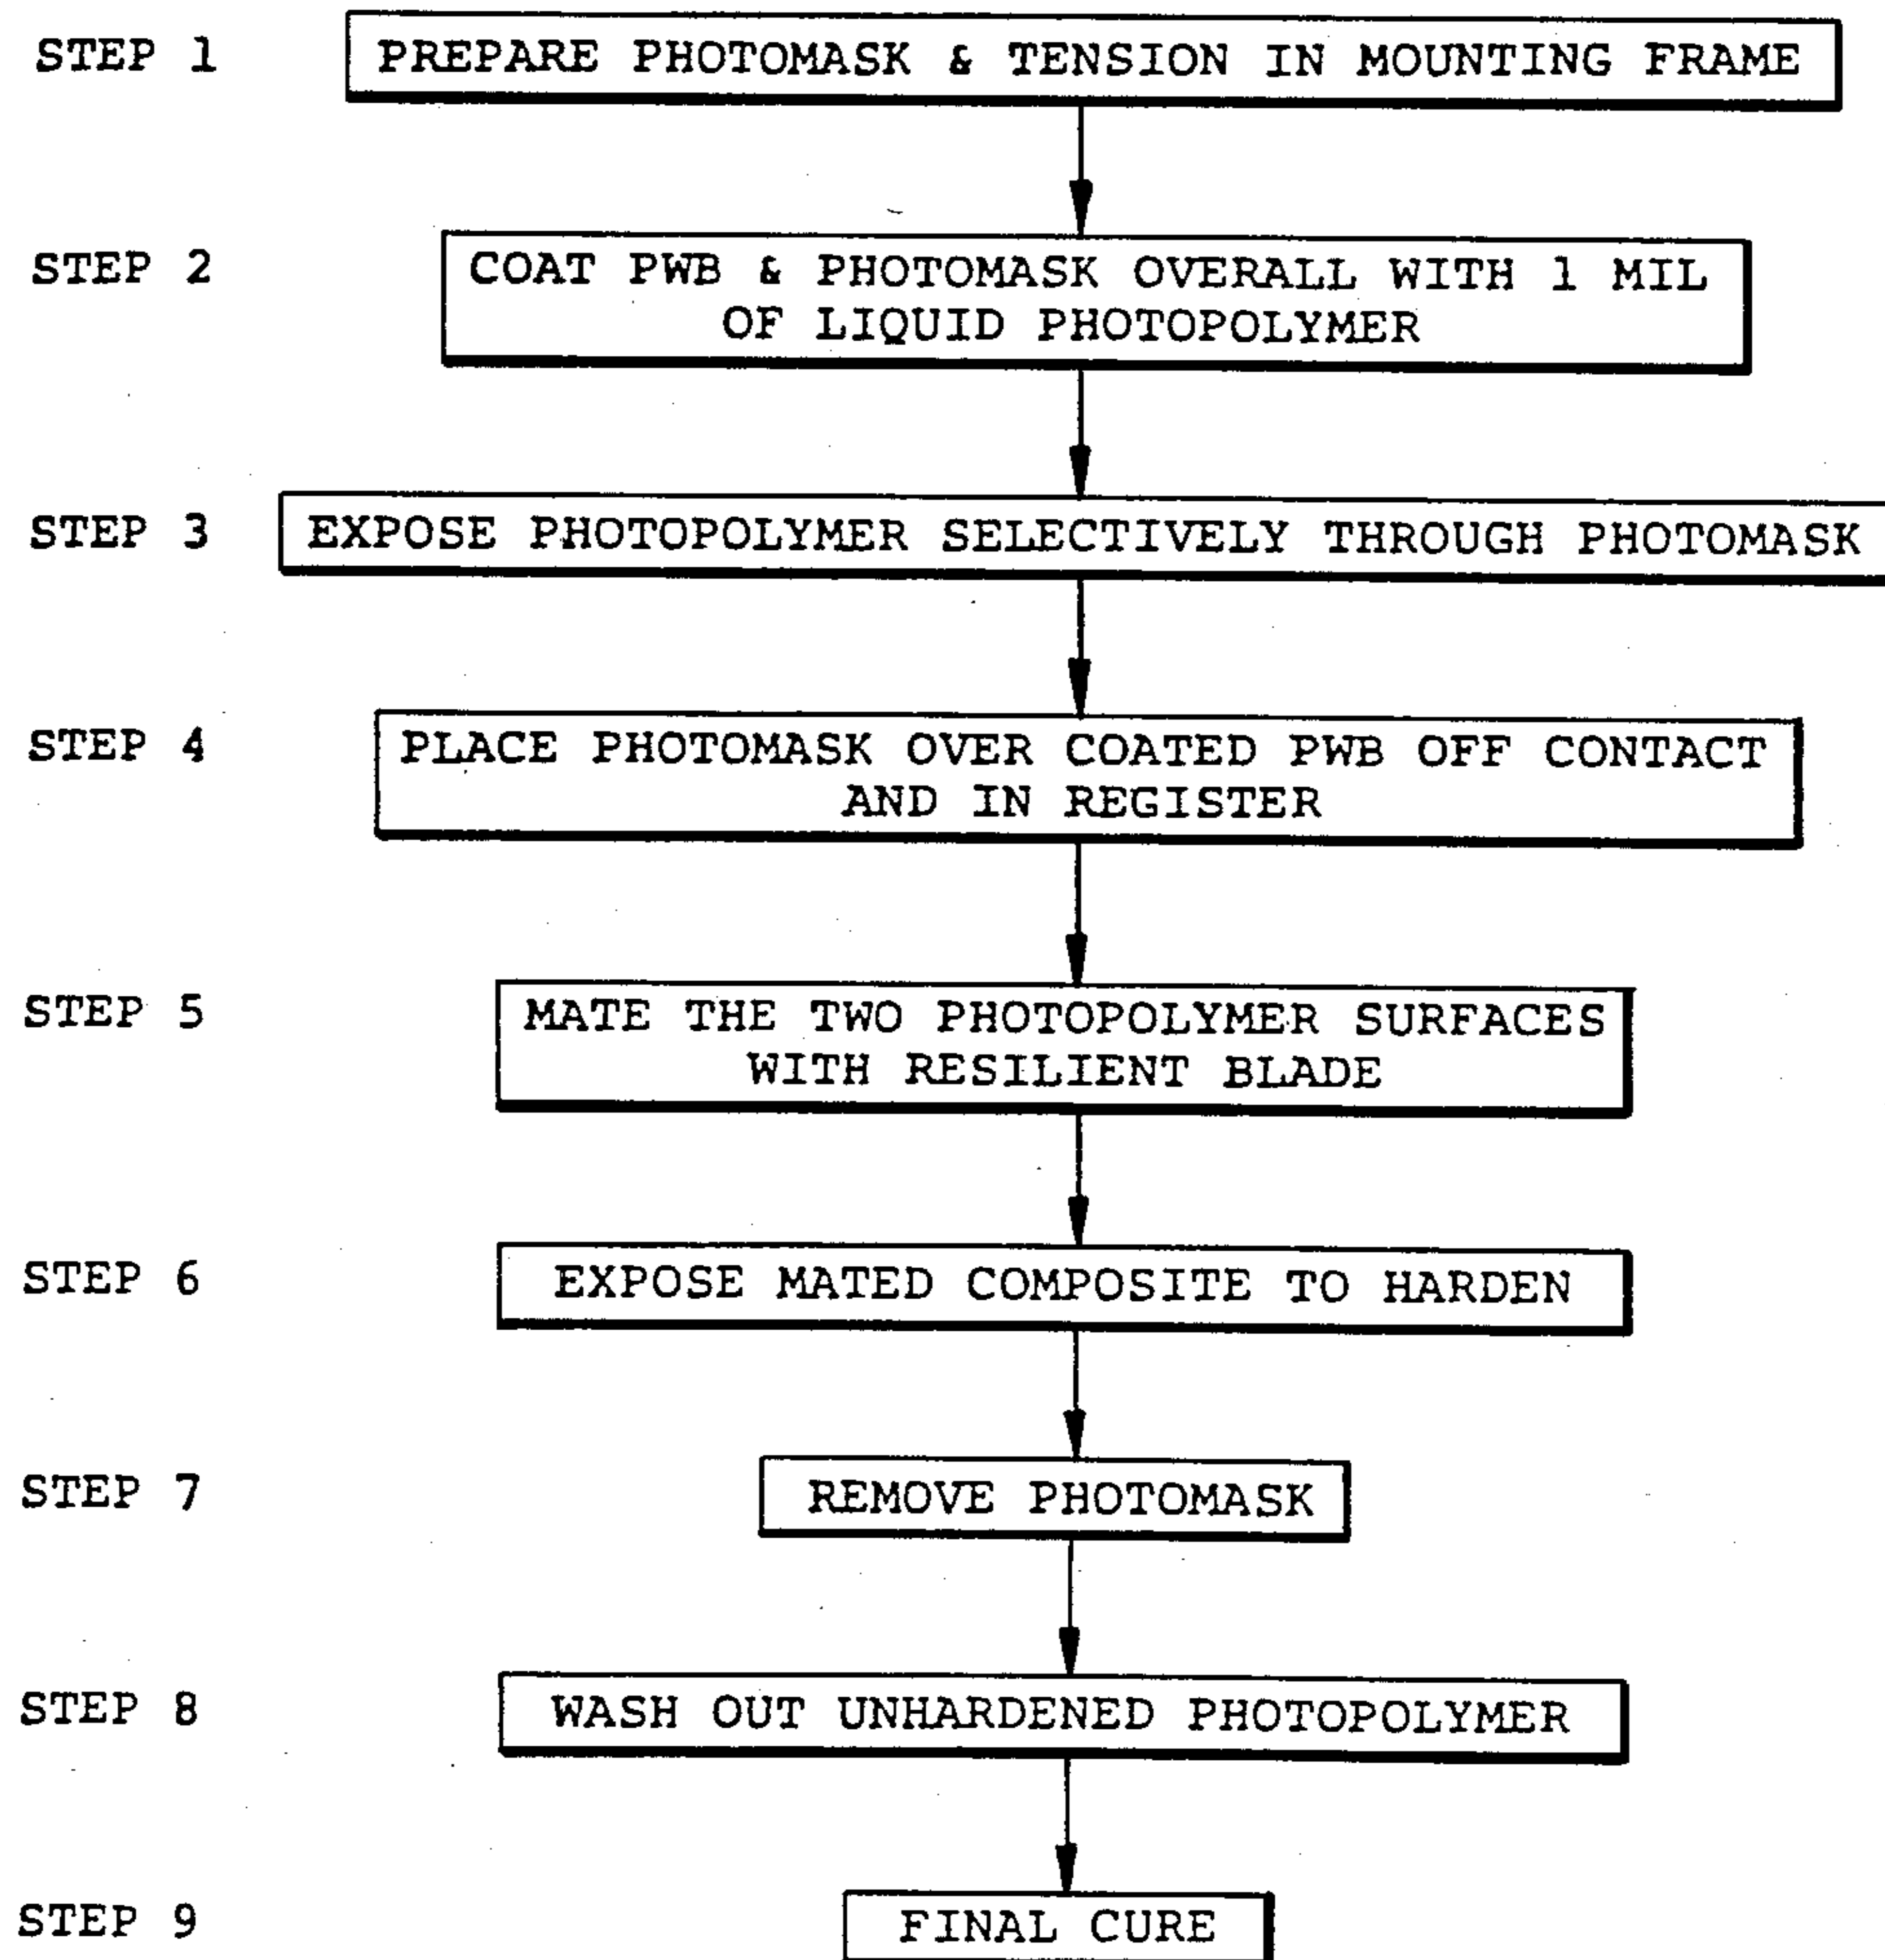 STEP 1 PREPARE PHOTOMASK & TENSION IN MOUNTING FRAME
STEP 2 COAT PWB & PHOTOMASK OVERALL WITH 1 MIL
OF LIQUID PHOTOPOLYMER
STEP 3 EXPOSE PHOTOPOLYMER SELECTIVELY THROUGH PHOTOMASK
STEP 4 PLACE PHOTOMASK OVER COATED PWB OFF CONTACT
AND IN REGISTER
STEP 5 MATE THE TWO PHOTOPOLYMER SURFACES
WITH RESILIENT BLADE
STEP 6 EXPOSE MATED COMPOSITE TO HARDEN
STEP 7 REMOVE PHOTOMASK
STEP 8 WASH OUT UNHARDENED PHOTOPOLYMER
STEP 9 FINAL CURE